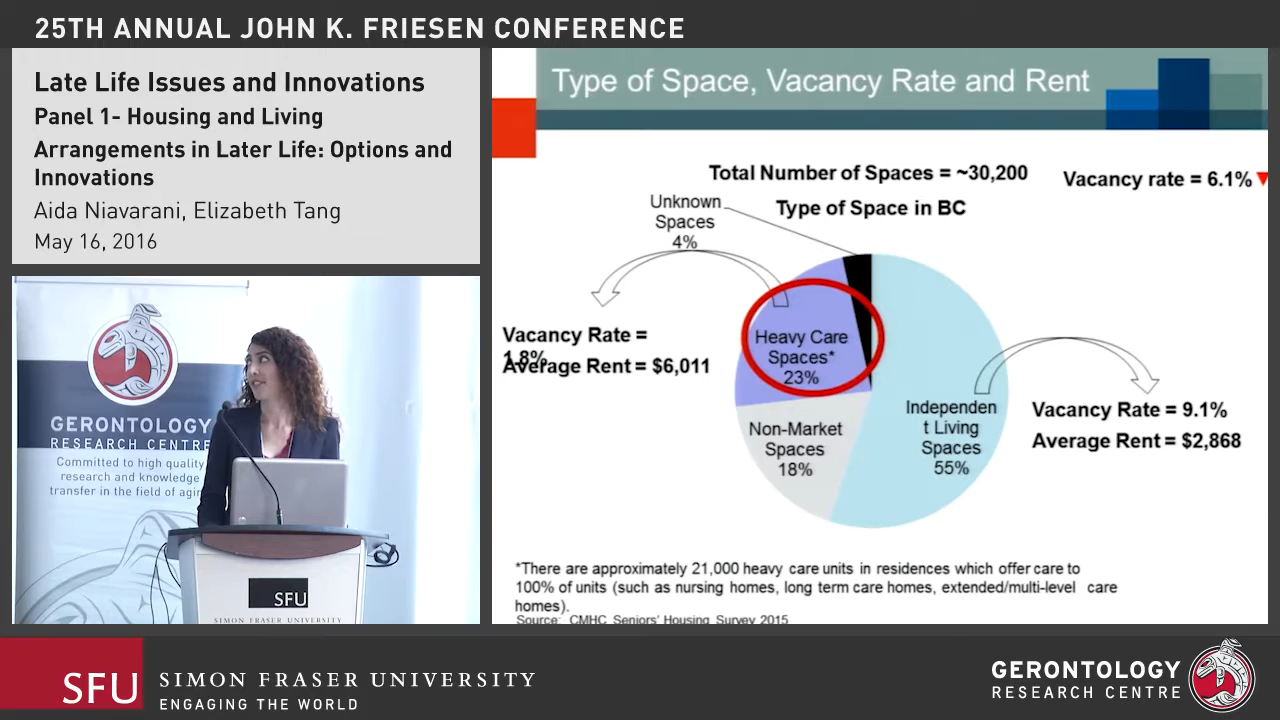 25TH ANNUAL JOHN K. FRIESEN CONFERENCE
Late Life Issues and Innovations
Panel 1- Housing and Living
Arrangements in Later Life: Options and
Innovations
Aida Niavarani, Elizabeth Tang
May 16, 2016
GERONTOLOGY
RESEARCH CENTRE
Committed to high quality
research and knowledge
transfer in the field of agin
SFU
SIMON FRASER UNIVERSITY
Type of Space, Vacancy Rate and Rent
Total Number of Spaces = ~30,200
Vacancy rate = 6.1%
Type of Space in BC
Unknown
Spaces
4%
Vacancy Rate =
1.8%
Average Rent = $6,011
Heavy Care
Spaces*
23%
Non-Market
Spaces
18%
Independen
t Living
Spaces
55%
Vacancy Rate = 9.1%
Average Rent = $2,868
*There are approximately 21,000 heavy care units in residences which offer care to
100% of units (such as nursing homes, long term care homes, extended/multi-level care
homes).
Source: CMHC Seniors' Housing Survey 2015
SFU
SIMON FRASER UNIVERSITY
ENGAGING THE WORLD
GERONTOLOGY
RESEARCH CENTRE